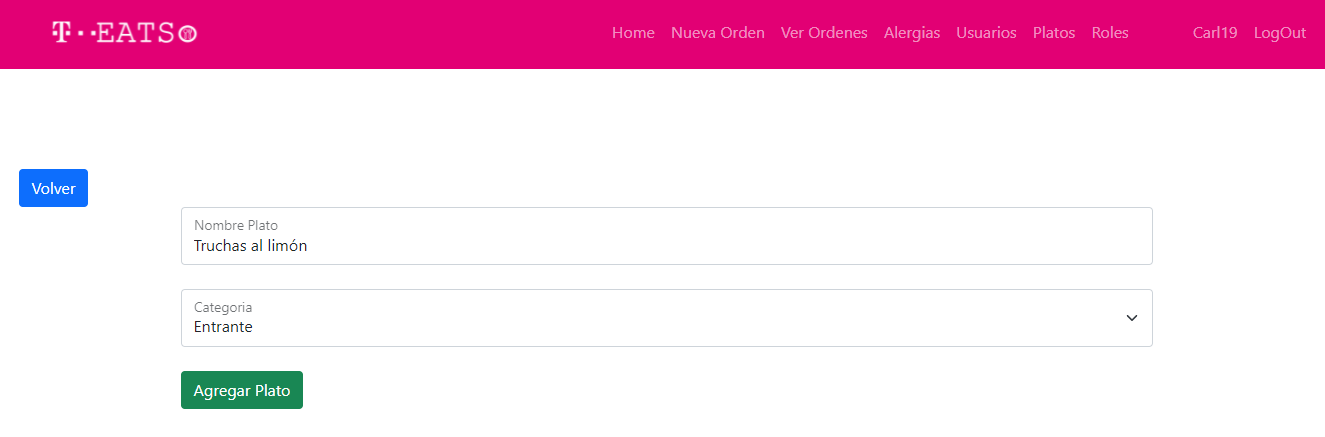 T··EATS
Home Nueva Orden Ver Ordenes Alergias Usuarios Platos Roles Carl19 LogOut
Volver
Nombre Plato
Truchas al limón
Categoria
Entrante
Agregar Plato